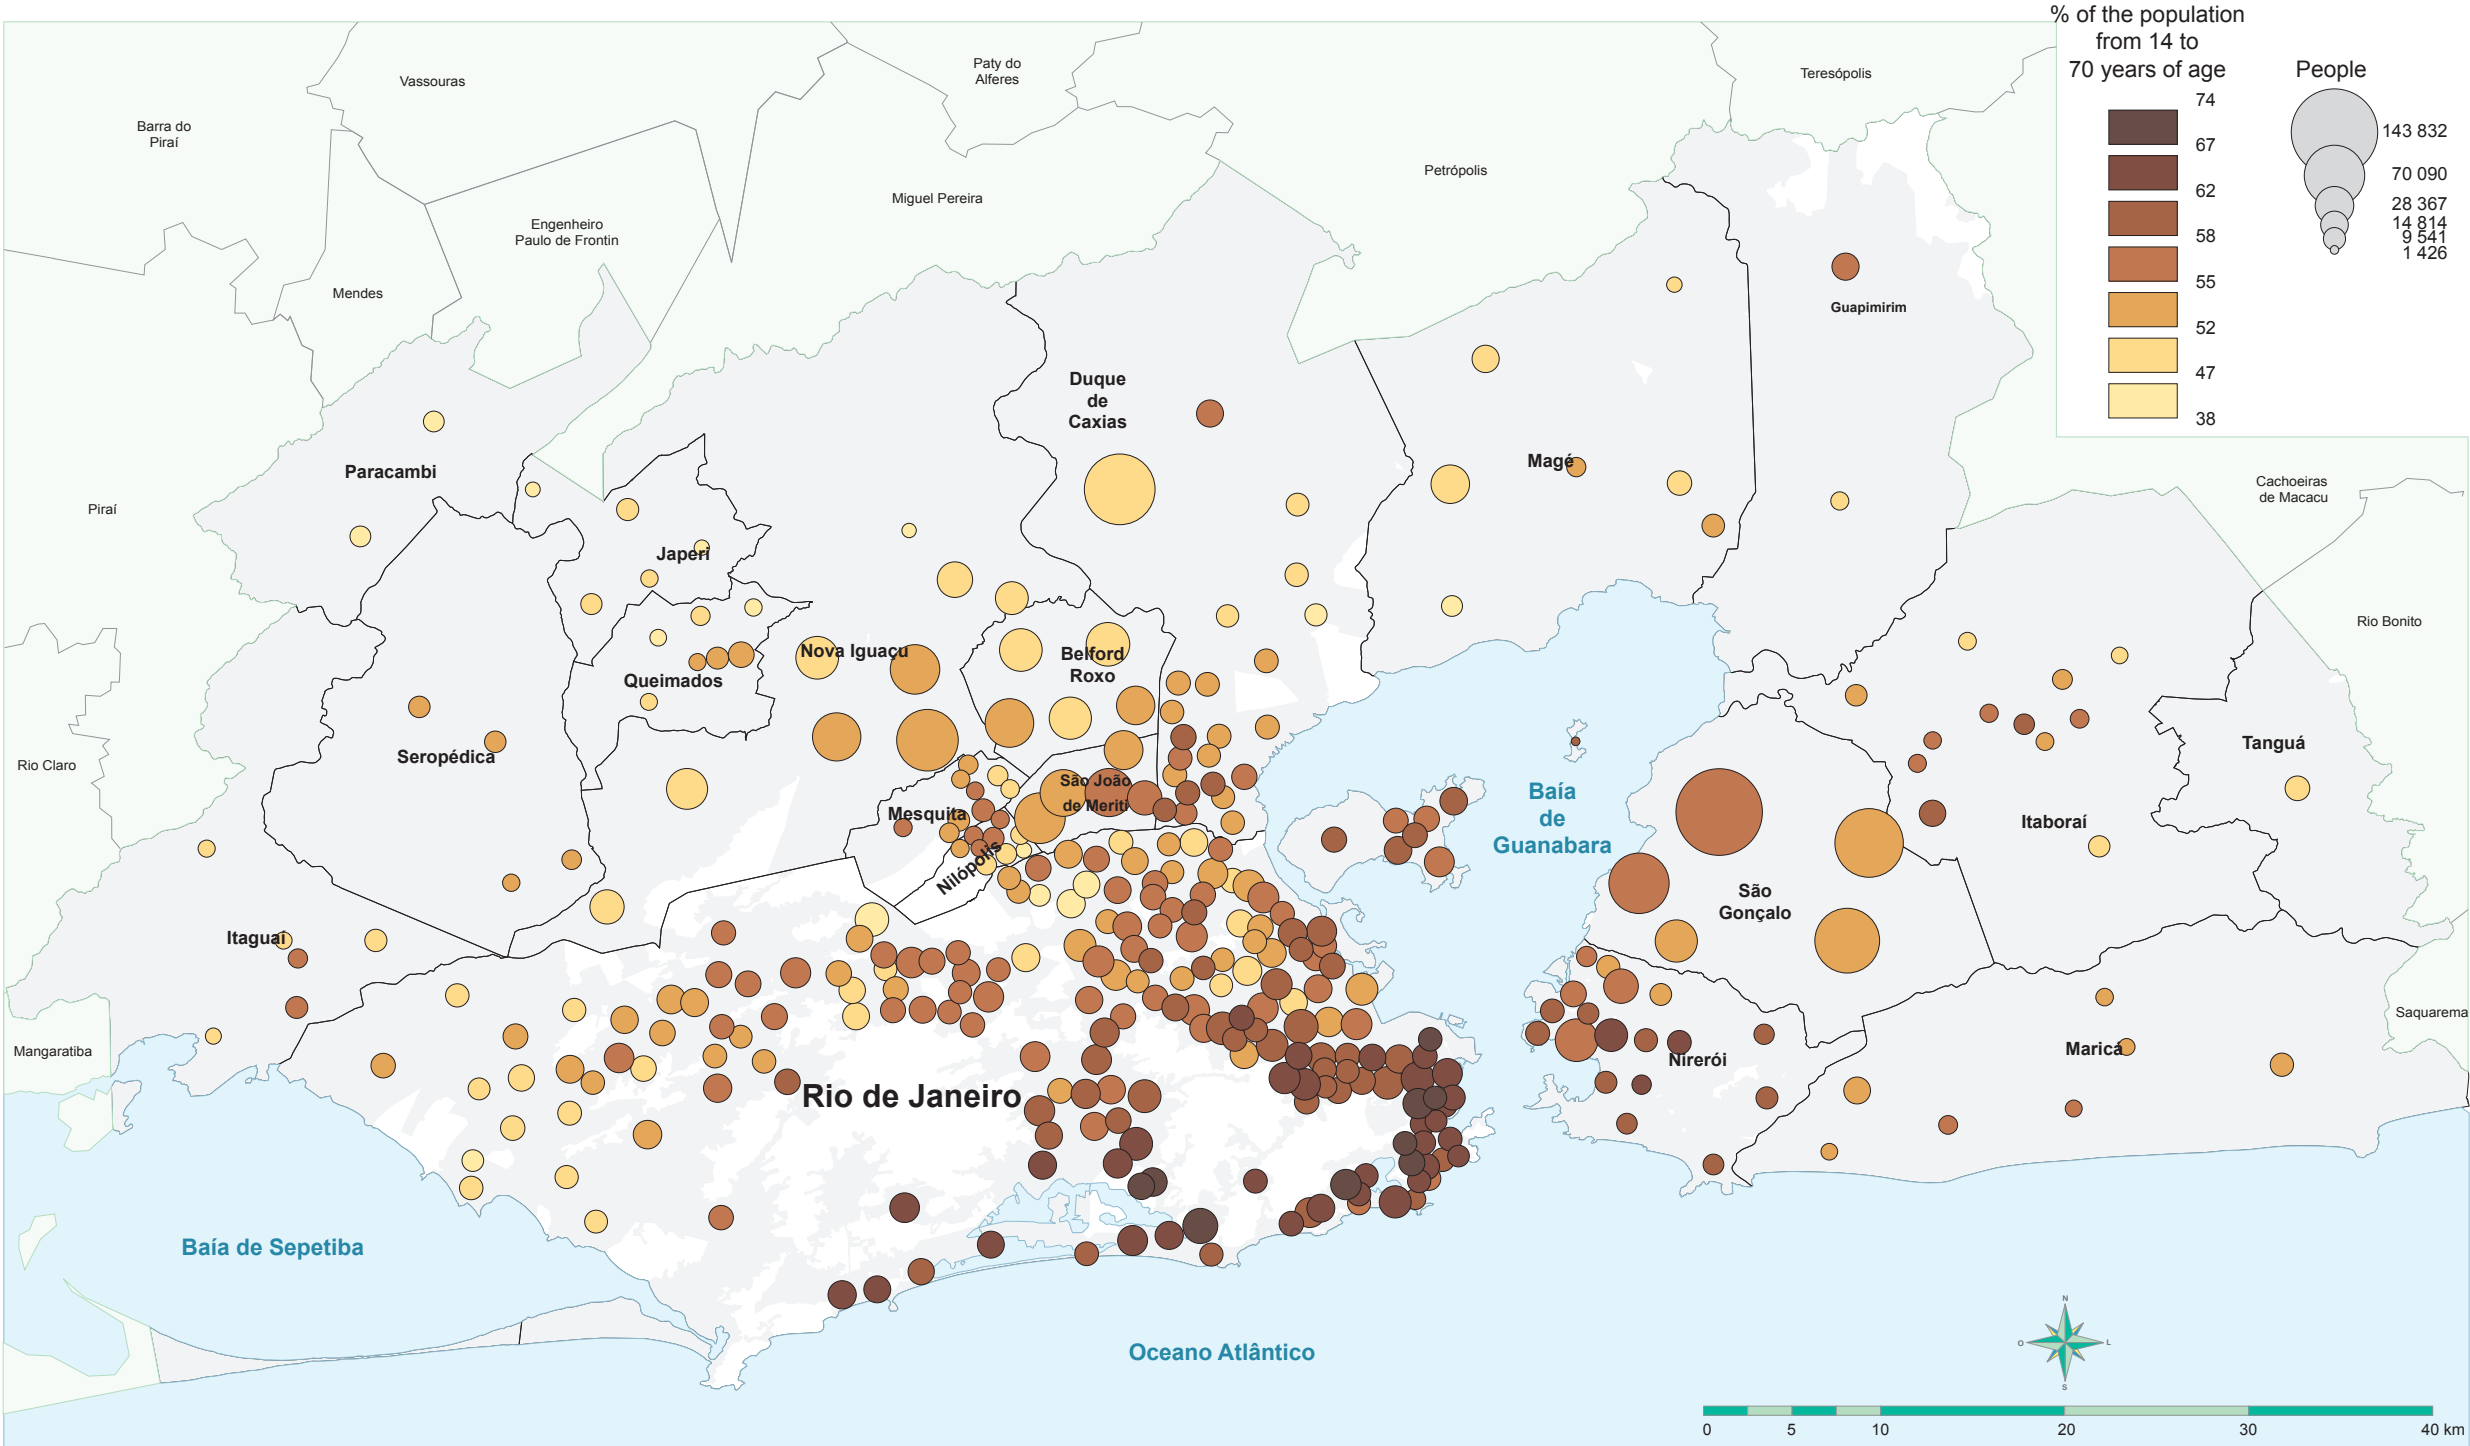 % of the population
from 14 to
70 years of age
People
74
67
62
58
55
52
47
38
143 832
70 090
28 367
14 814
9 541
1 426
Vassouras
Paty do
Alferes
Teresópolis
Barra do
Piraí
Petrópolis
Miguel Pereira
Engenheiro
Paulo de Frontin
Mendes
Guapimirim
Duque
de
Caxias
Paracambi
Magé
Cachoeiras
de Macacu
Piraí
Japeri
Rio Bonito
Nova Iguaçu
Belford
Roxo
Queimados
Seropédica
Tanguá
Rio Claro
São João
de Meriti
Baía
de
Guanabara
Mesquita
Itaboraí
Nilópolis
São
Gonçalo
Itaguaí
Saquarema
Mangaratiba
Nirerói
Maricá
Rio de Janeiro
Baía de Sepetiba
Oceano Atlântico
N
O
L
S
0
5
10
20
30
40 km